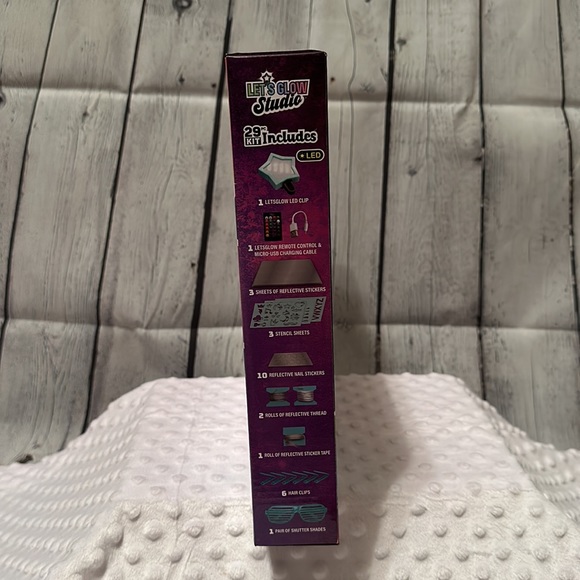 LET'S GLOW
Studio
29 PC
KIT Includes
LED
1 LETSGLOW LED CLIP
1 LETSGLOW REMOTE CONTROL &
MICRO-USB CHARGING CABLE
3 SHEETS OF REFLECTIVE STICKERS
VWXYZ
3 STENCIL SHEETS
10 REFLECTIVE NAIL STICKERS
2 ROLLS OF REFLECTIVE THREAD
1 ROLL OF REFLECTIVE STICKER TAPE
6 HAIR CLIPS
1 PAIR OF SHUTTER SHADES